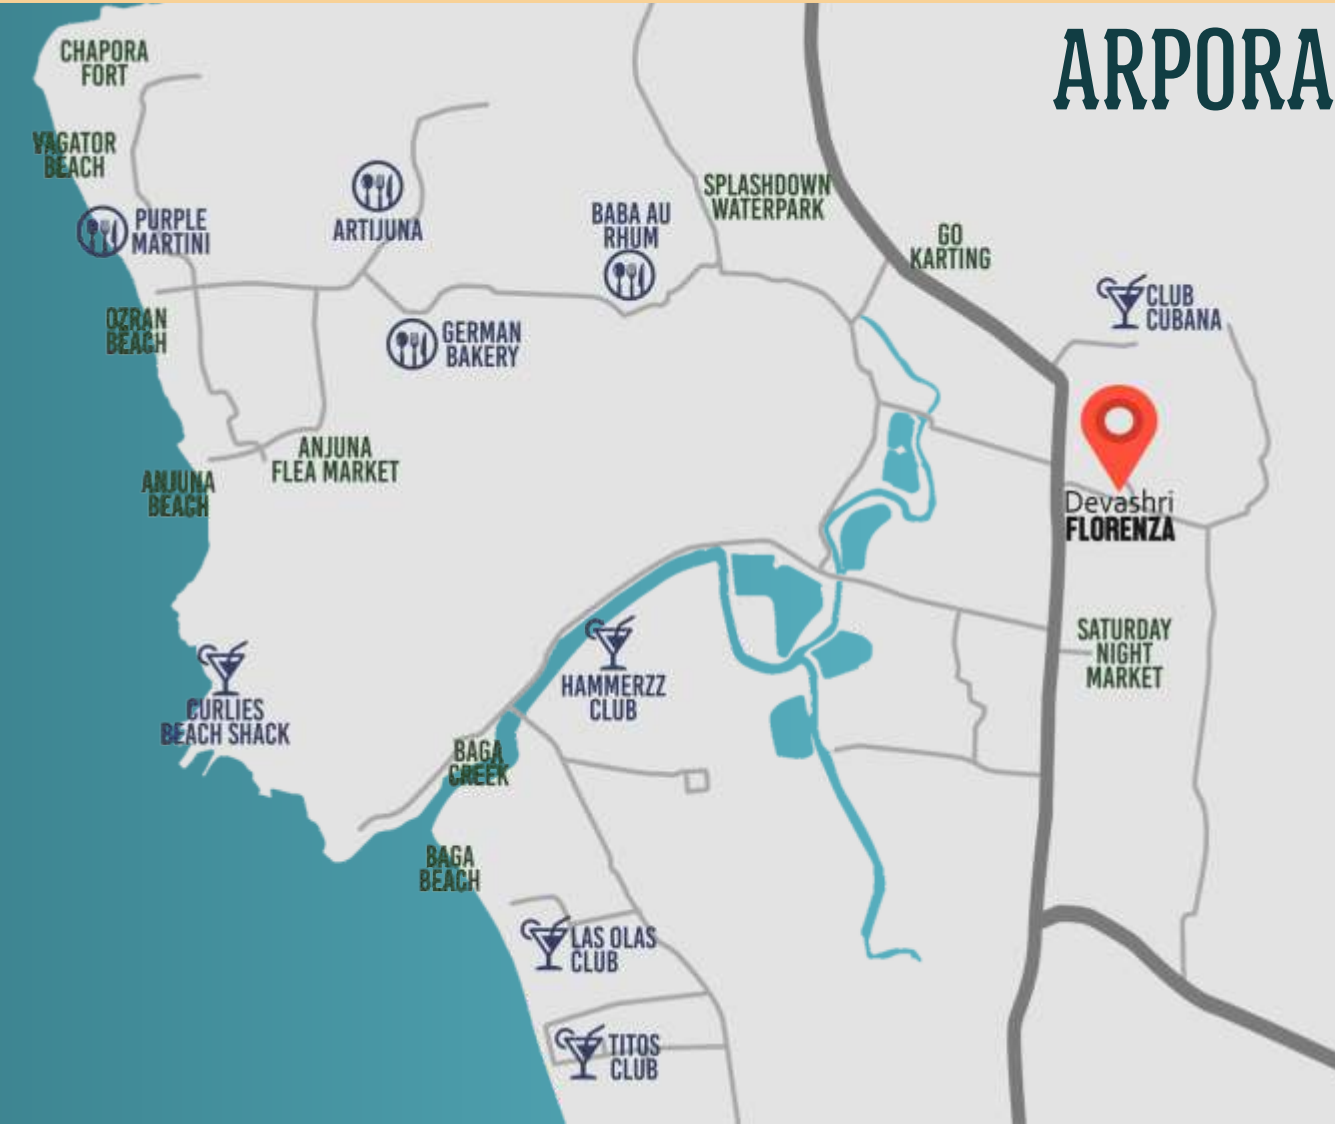 ARPORA
CHAPORA
FORT
VAGATOR
BEACH
PURPLE
MARTINI
ARTIJUNA
BABA AU
RHUM
SPLASHDOWN
WATERPARK
GO
KARTING
CLUB
CUBANA
OZRAN
BEACH
GERMAN
BAKERY
ANJUNA
FLEA MARKET
ANJUNA
BEACH
Devashri
FLORENZA
SATURDAY
NIGHT
MARKET
HAMMERZZ
CLUB
CURLIES
BEACH SHACK
BAGA
CREEK
BAGA
BEACH
LAS OLAS
CLUB
TITOS
CLUB